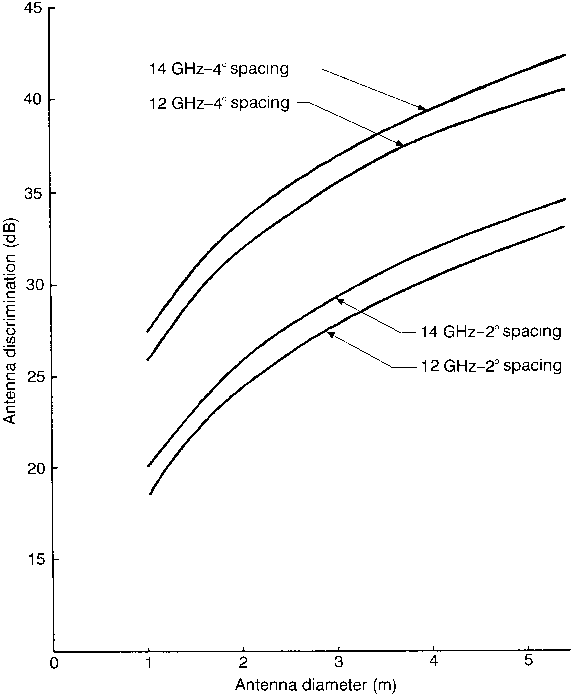 45
14 GHz–4° spacing
40
12 GHz–4° spacing
35
Antenna discrimination (dB)
30
14 GHz–2° spacing
12 GHz–2° spacing
25
20
15
0 1 2 3 4 5
Antenna diameter (m)